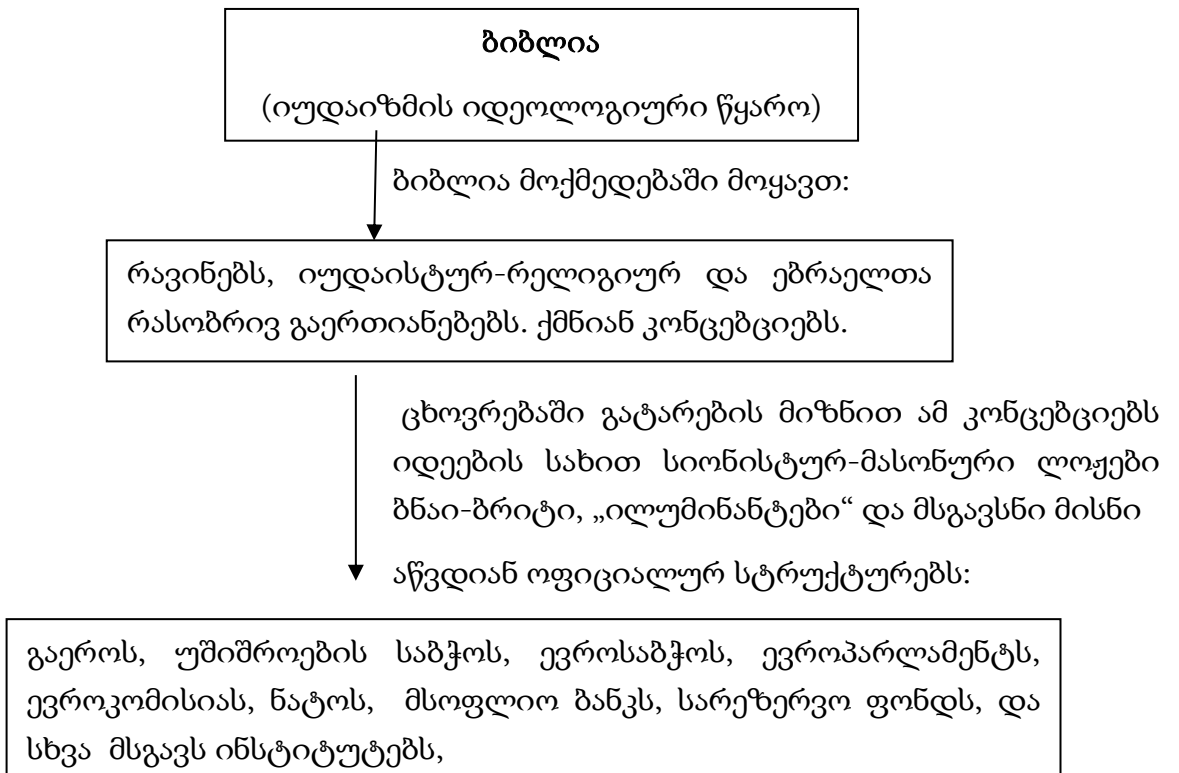 ბიბლია
(იუდაიზმის იდეოლოგიური წყარო)
ბიბლია მოქმედებაში მოყავთ:
რავინებს, იუდაისტურ-რელიგიურ და ებრაელთა
რასობრივ გაერთიანებებს. ქმნიან კონცებციებს.
ცხოვრებაში გატარების მიზნით ამ კონცებციებს
იდეების სახით სიონისტურ-მასონური ლოჟები
ბნაი-ბრიტი, „ილუმინანტები“ და მსგავსნი მისნი
აწვდიან ოფიციალურ სტრუქტურებს:
გაეროს, უშიშროების საბჭოს, ევროსაბჭოს, ევროპარლამენტს,
ევროკომისიას, ნატოს, მსოფლიო ბანკს, სარეზერვო ფონდს, და
სხვა მსგავს ინსტიტუტებს,